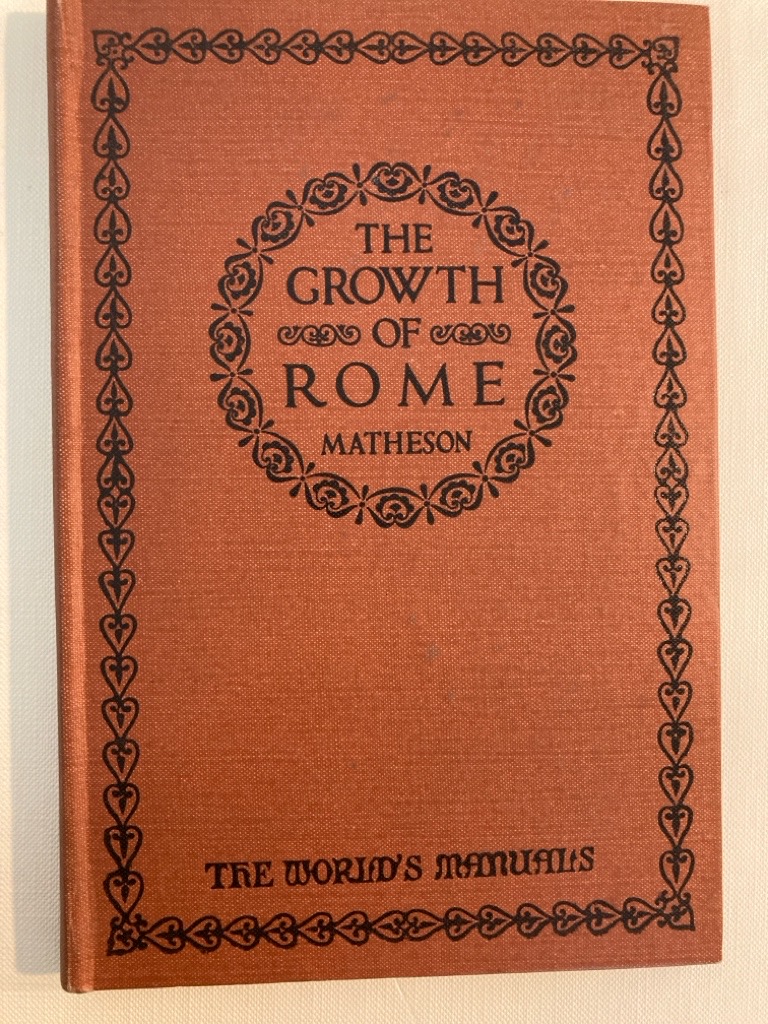 THE
GROWTH
OF
ROME
MATHESON
THE WORLD'S MANUALS